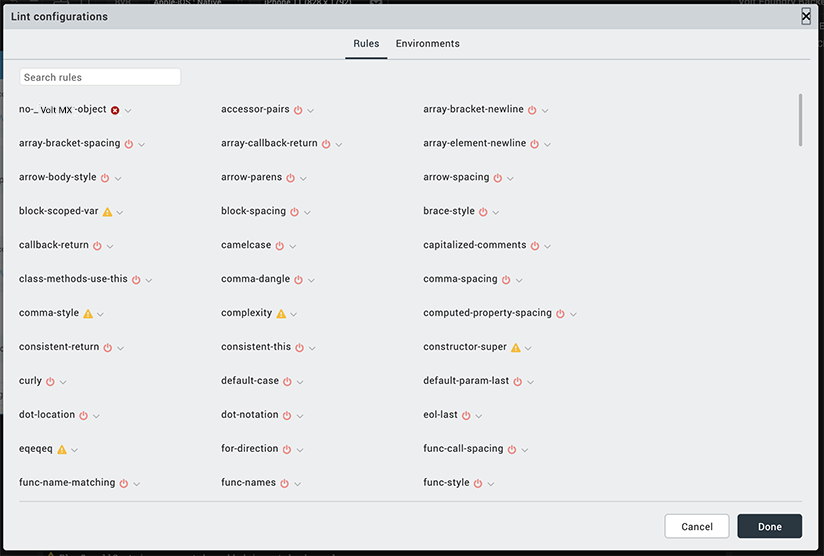 Lint configurations
Rules Environments
Search rules
no-_ Volt MX -object accessor-pairs array-bracket-newline
array-bracket-spacing array-callback-return array-element-newline
arrow-body-style arrow-parens arrow-spacing
block-scoped-var block-spacing brace-style
callback-return camelcase capitalized-comments
class-methods-use-this comma-dangle comma-spacing
comma-style complexity computed-property-spacing
consistent-return consistent-this constructor-super
curly default-case default-param-last
dot-location dot-notation eol-last
eqeqeq for-direction func-call-spacing
func-name-matching func-names func-style
Cancel Done